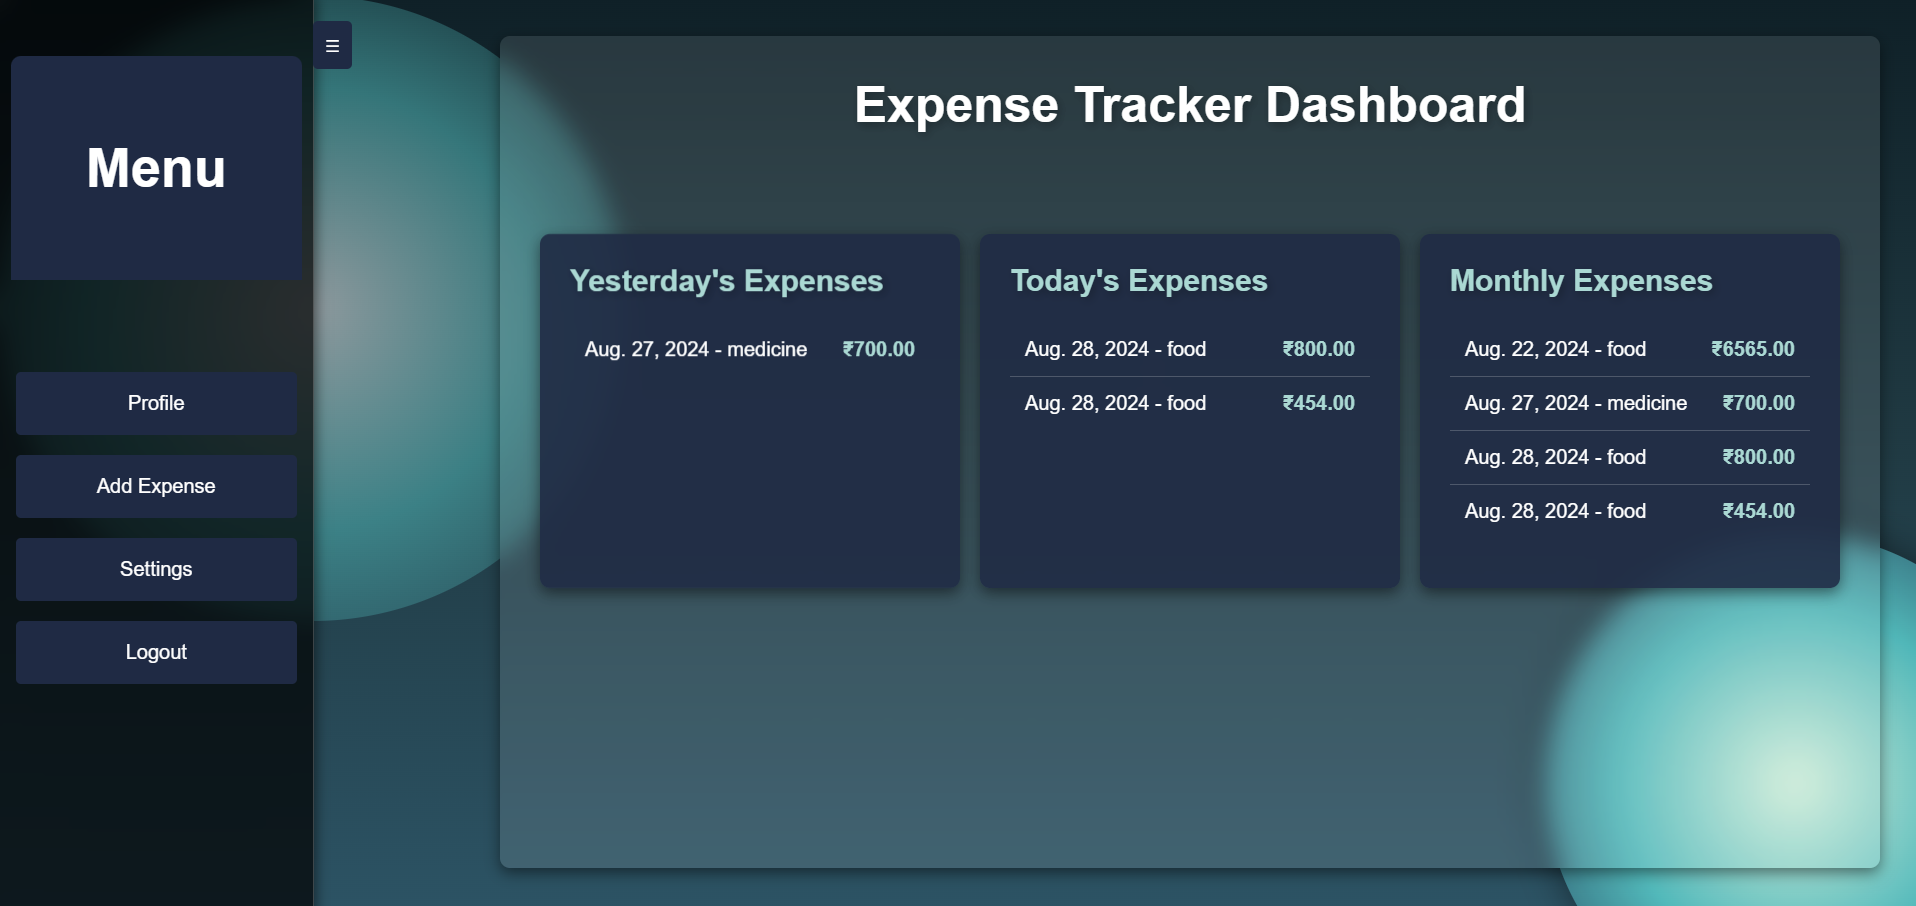 ☰
Menu
Profile
Add Expense
Settings
Logout
Expense Tracker Dashboard
Yesterday's Expenses
Aug. 27, 2024 - medicine ₹700.00
Today's Expenses
Aug. 28, 2024 - food ₹800.00
Aug. 28, 2024 - food ₹454.00
Monthly Expenses
Aug. 22, 2024 - food ₹6565.00
Aug. 27, 2024 - medicine ₹700.00
Aug. 28, 2024 - food ₹800.00
Aug. 28, 2024 - food ₹454.00